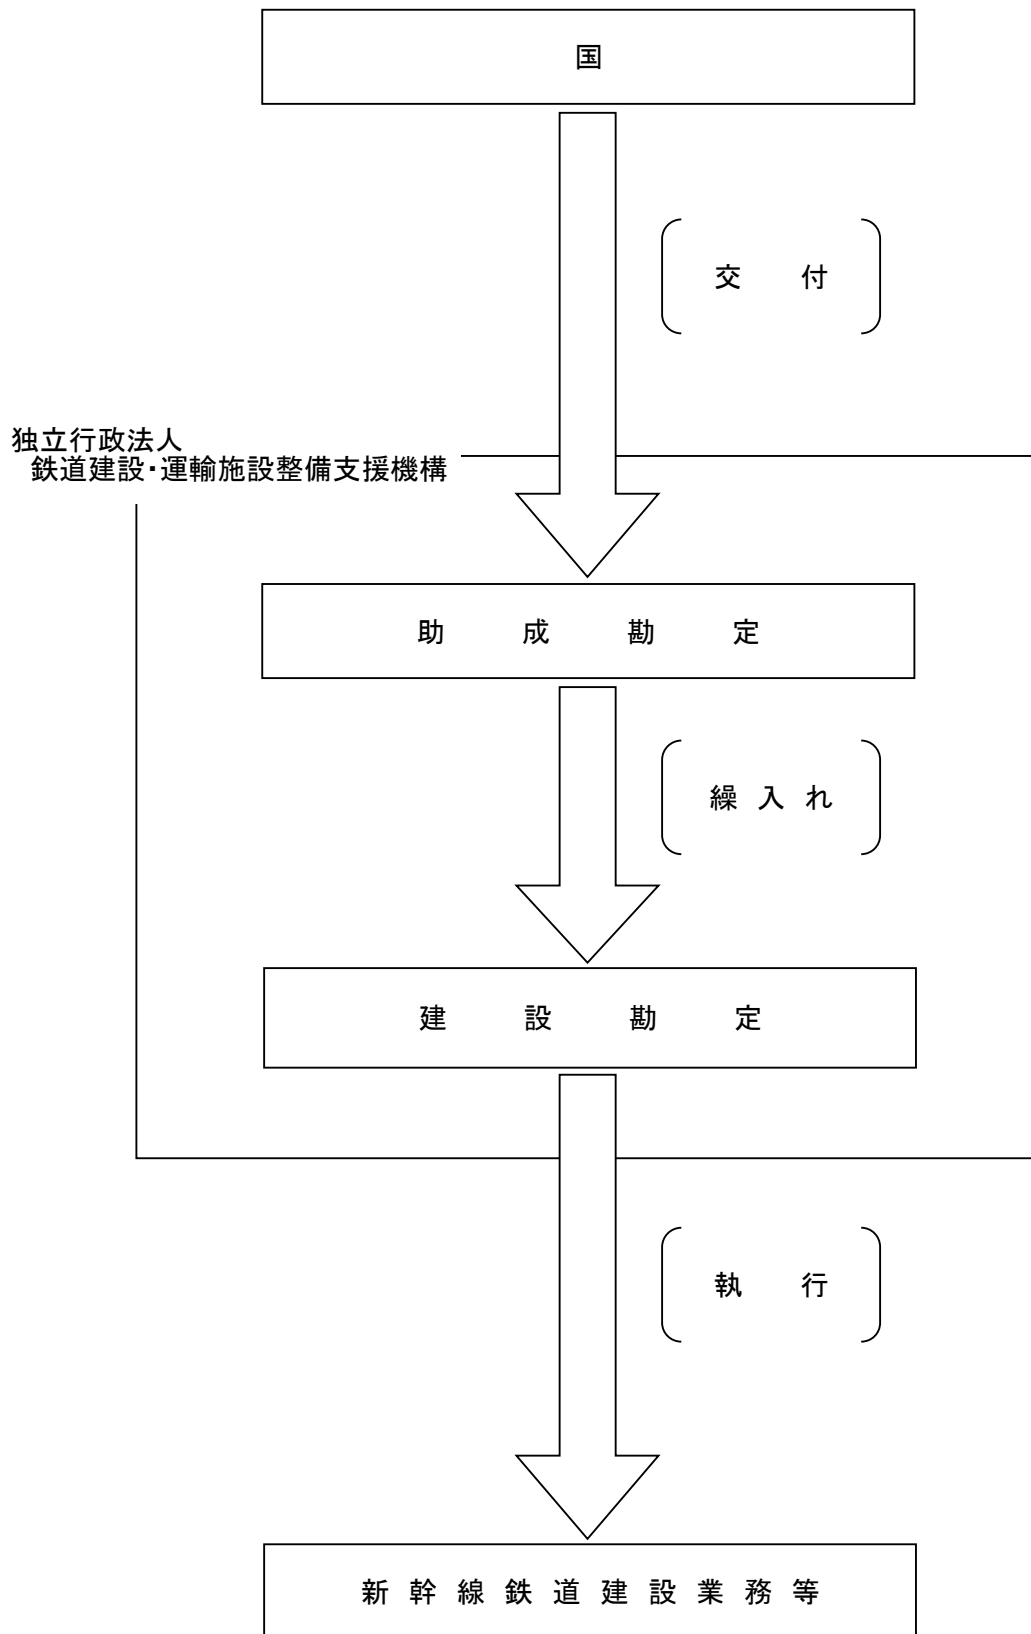 国
交付
独立行政法人
鉄道建設・運輸施設整備支援機構
助成勘定
繰入れ
建設勘定
執行
新幹線鉄道建設業務等